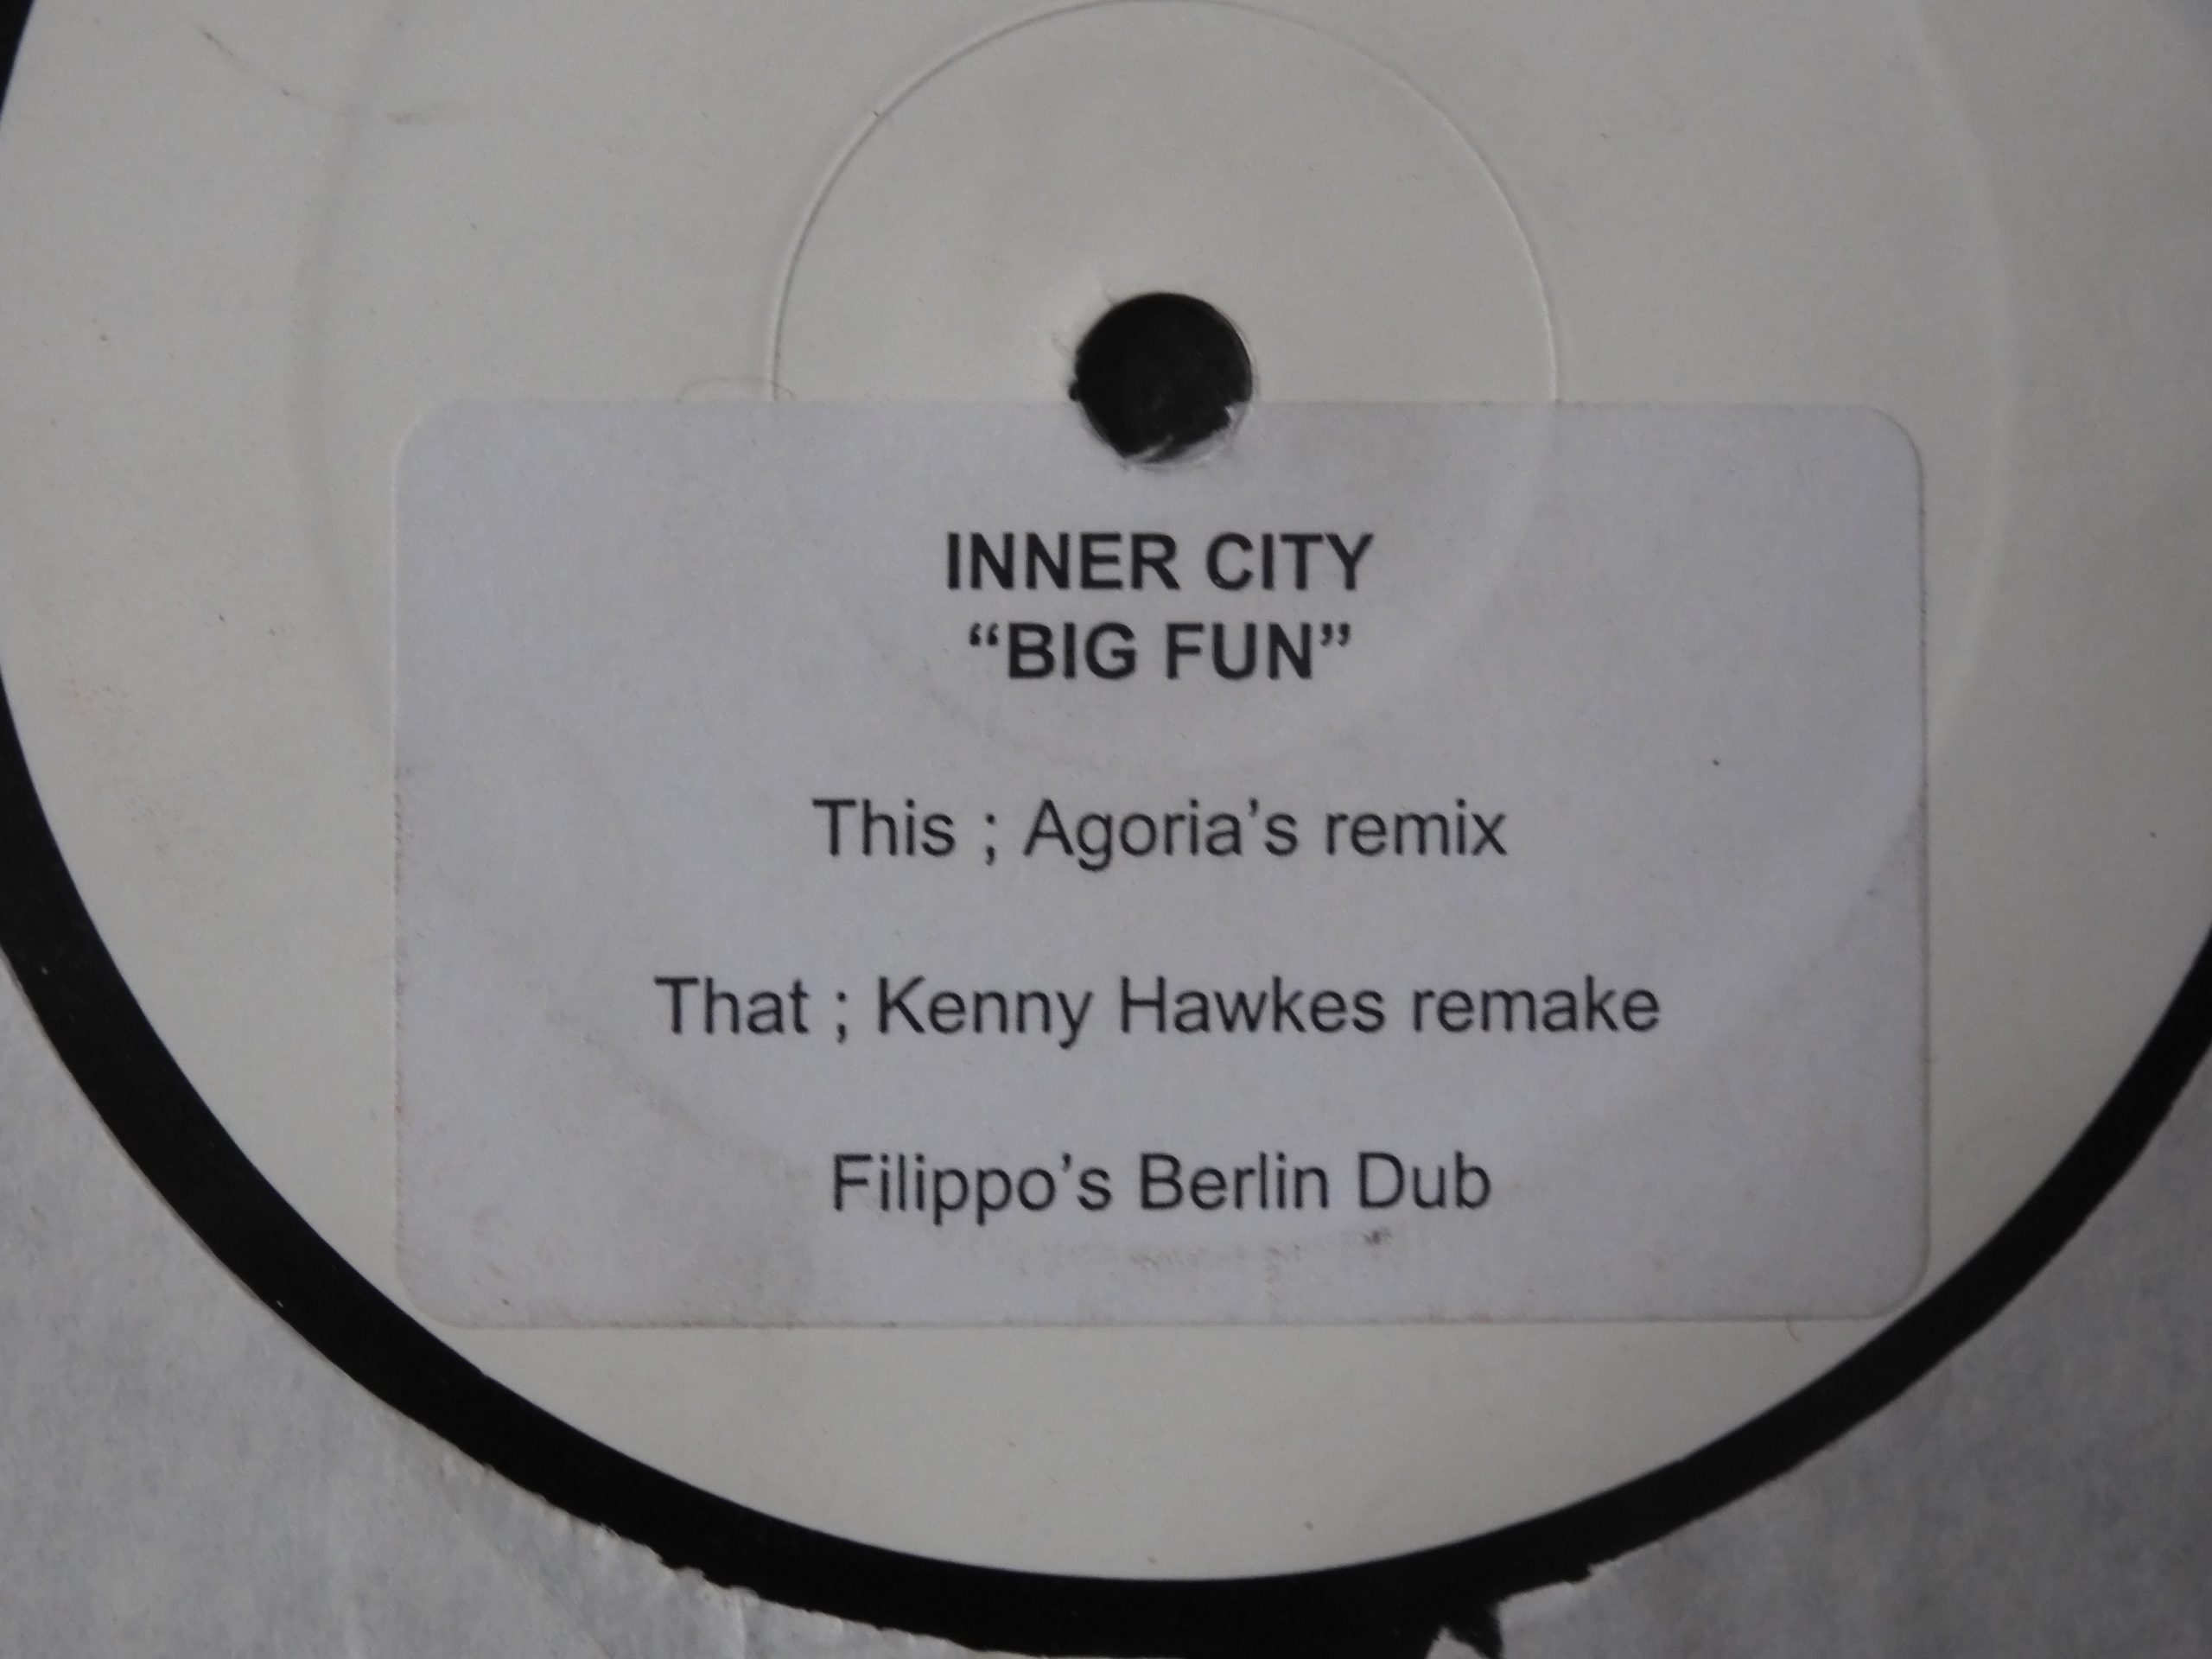 INNER CITY
“BIG FUN”
This ; Agoria’s remix
That ; Kenny Hawkes remake
Filippo’s Berlin Dub